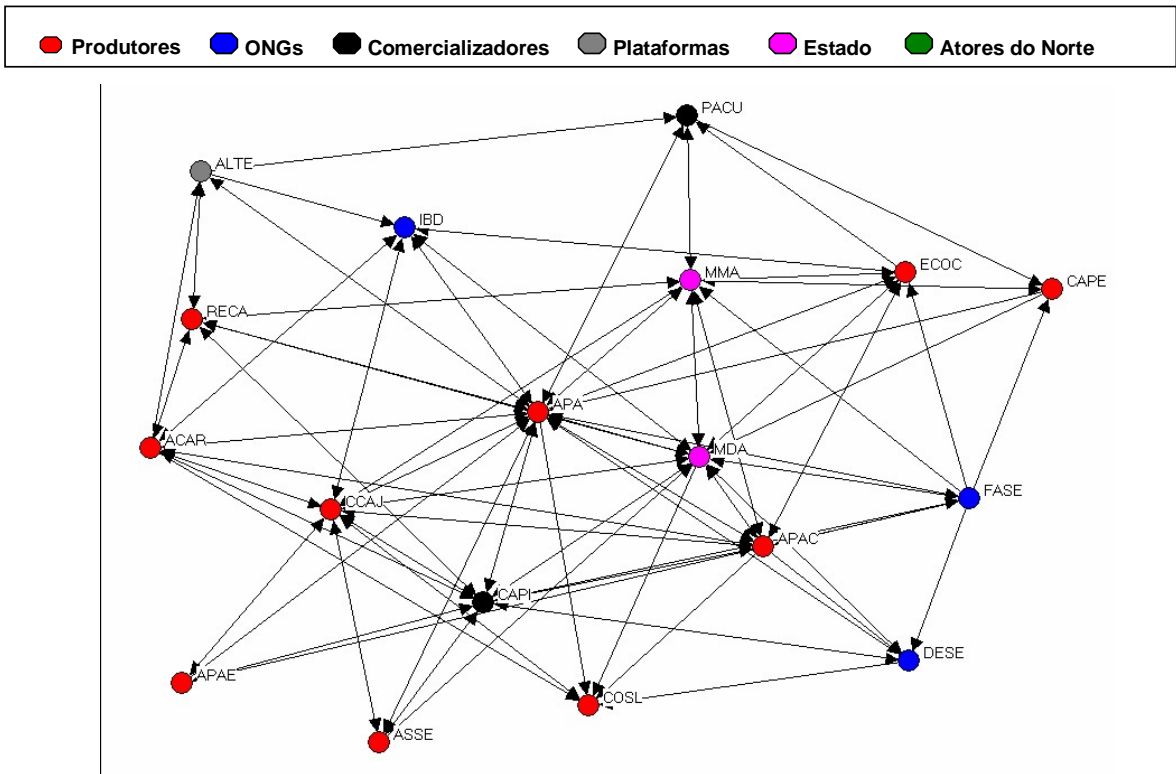 Produtores ONGs Comercializadores Plataformas Estado Atores do Norte
PACU
ALTE
IBD
ECOC
MMA
CAPE
RECA
APA
ACAR
MDA
FASE
CCAJ
APAC
CAPI
DESE
APAE
COSL
ASSE